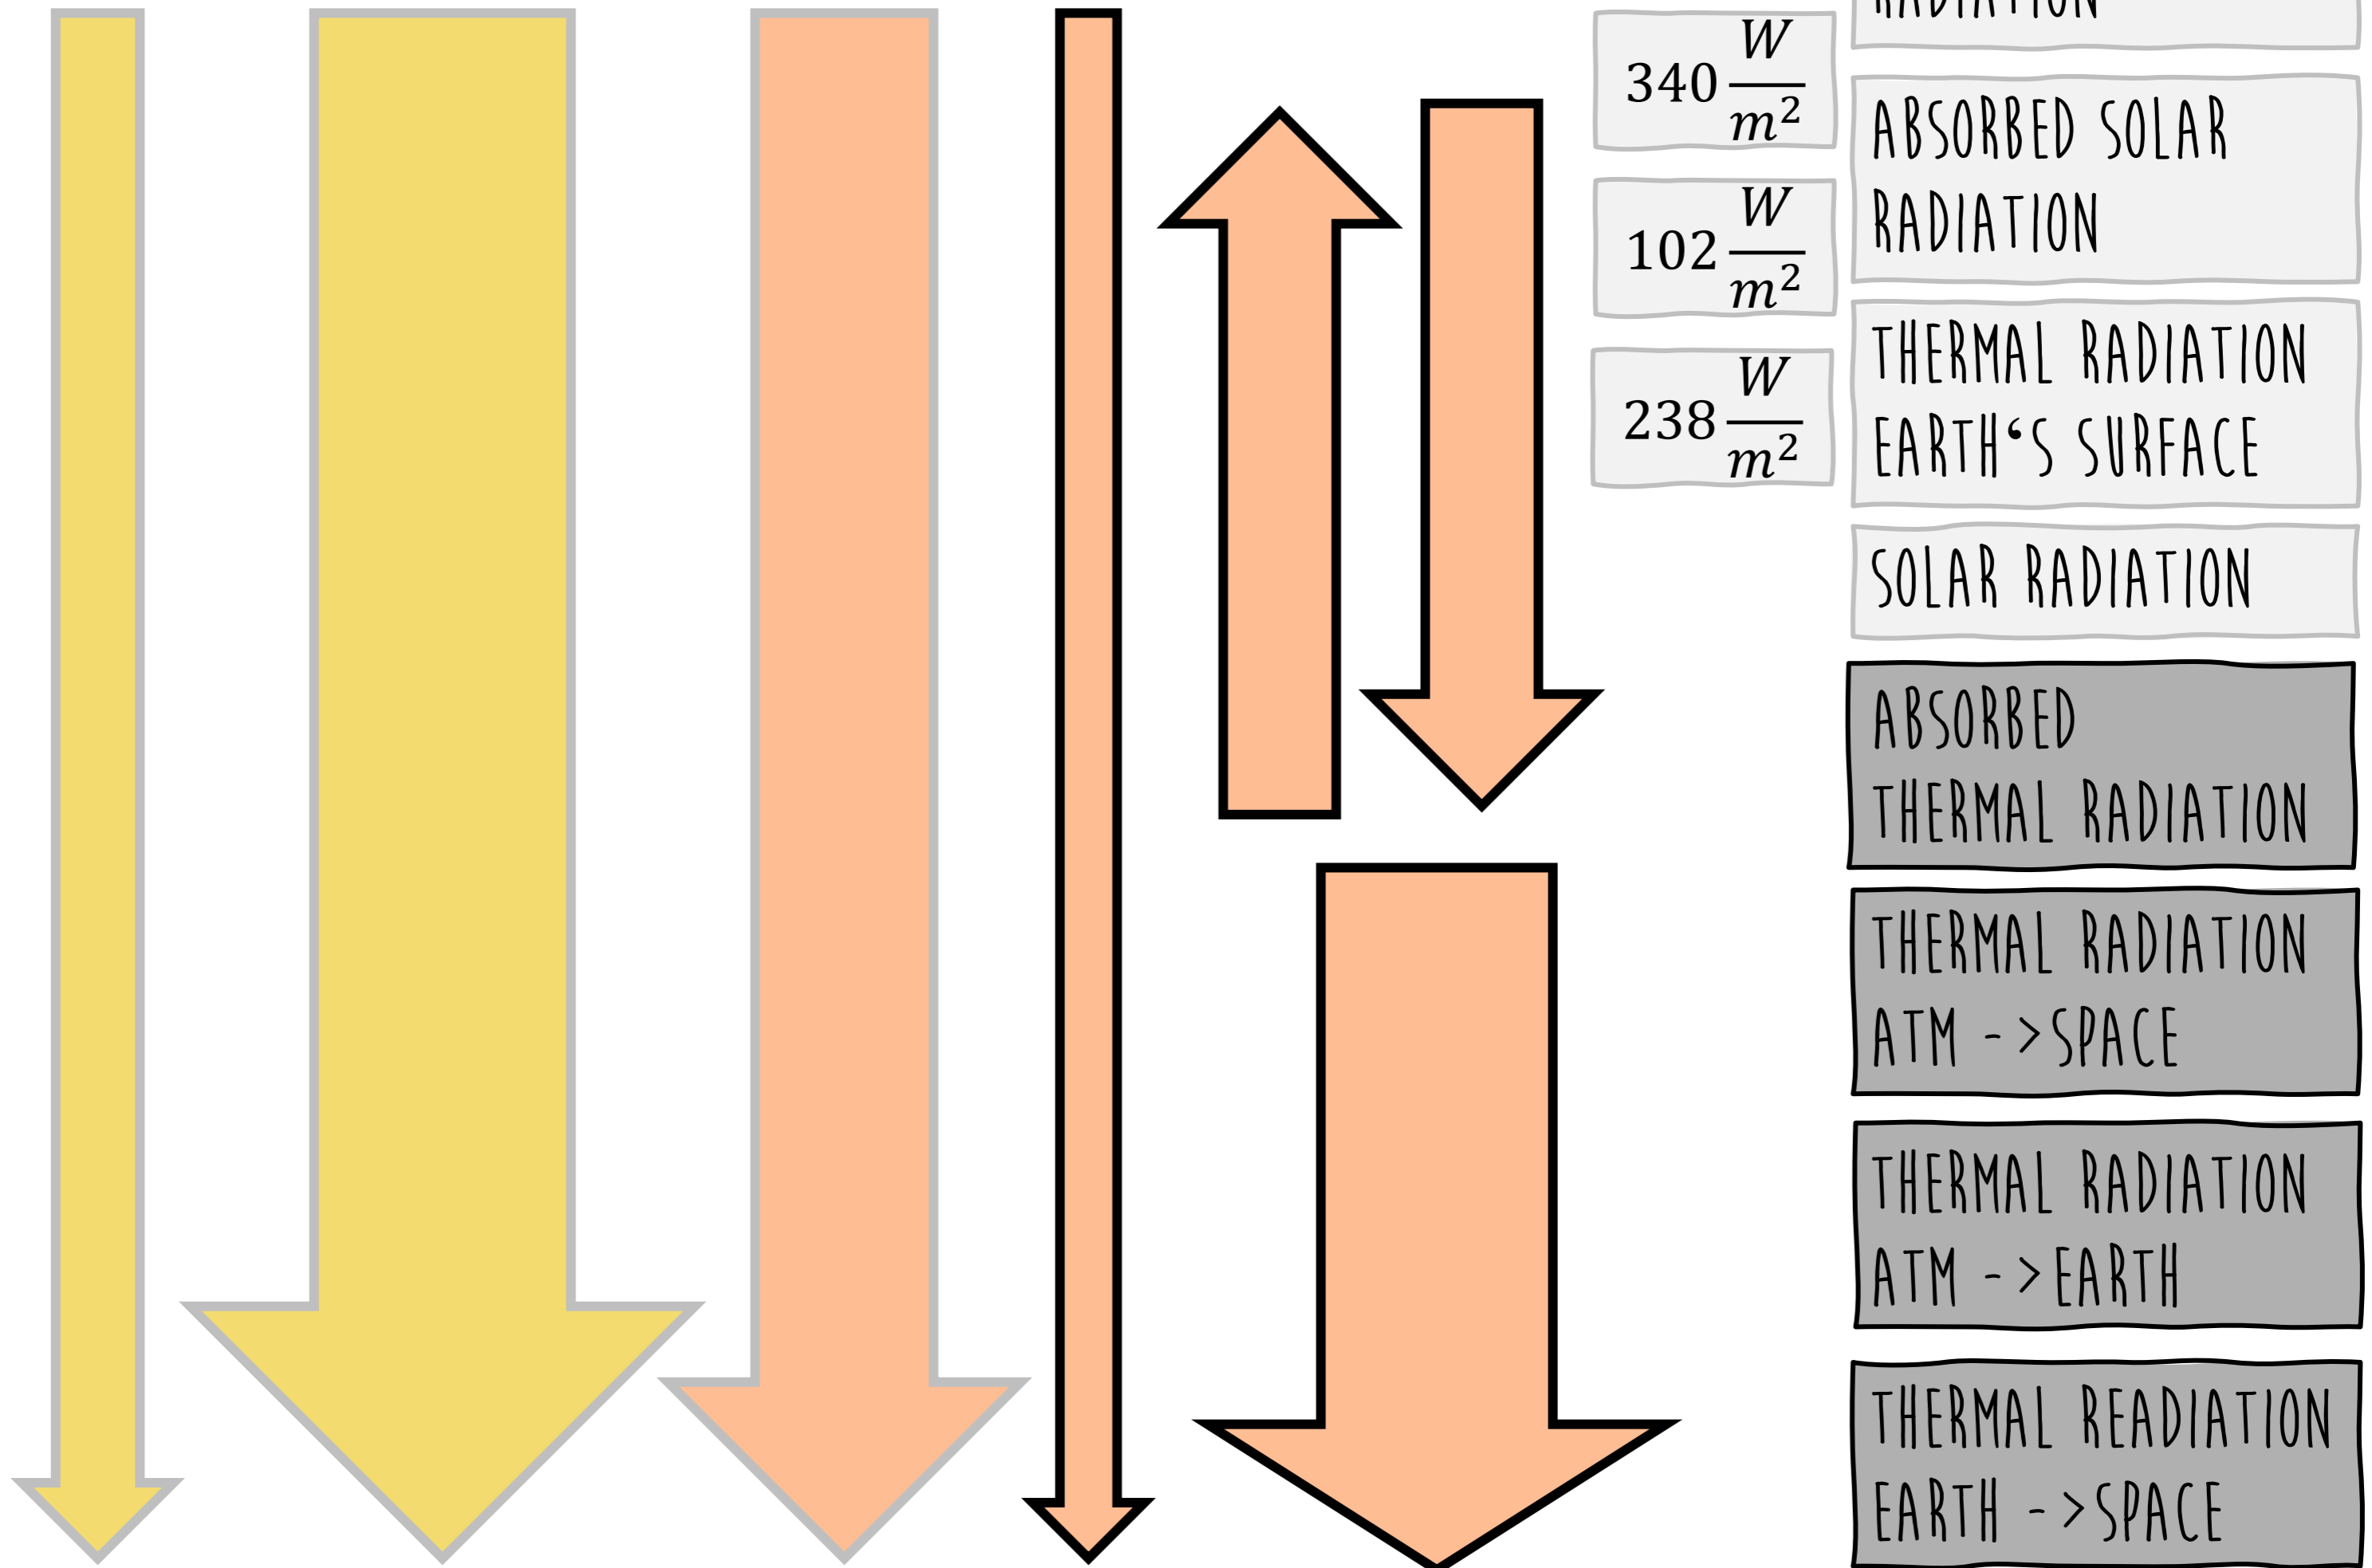 340 W/m²
102 W/m²
238 W/m²
RADIATION
ABSORBED SOLAR
RADIATION
THERMAL RADIATION
EARTH‘S SURFACE
SOLAR RADIATION
ABSORBED
THERMAL RADIATION
THERMAL RADIATION
ATM ->SPACE
THERMAL RADIATION
ATM ->EARTH
THERMAL READIATION
EARTH ->SPACE